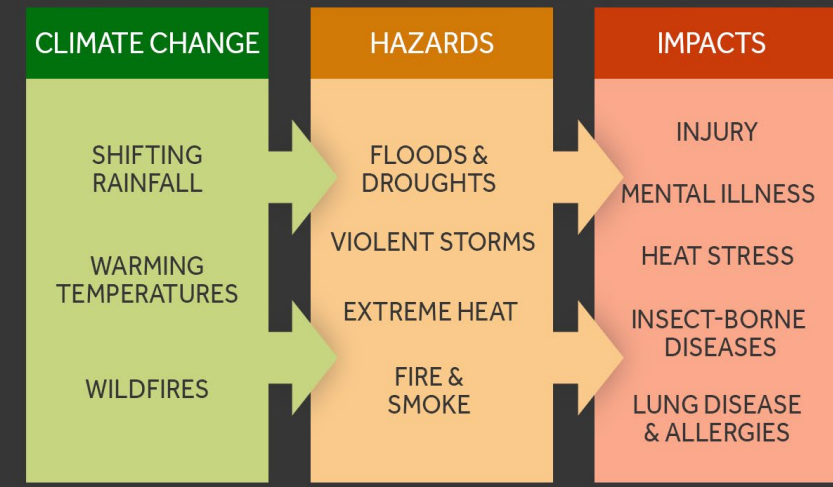 CLIMATE CHANGE
SHIFTING
RAINFALL
WARMING
TEMPERATURES
WILDFIRES
HAZARDS
FLOODS &
DROUGHTS
VIOLENT STORMS
EXTREME HEAT
FIRE &
SMOKE
IMPACTS
INJURY
MENTAL ILLNESS
HEAT STRESS
INSECT-BORNE
DISEASES
LUNG DISEASE
& ALLERGIES